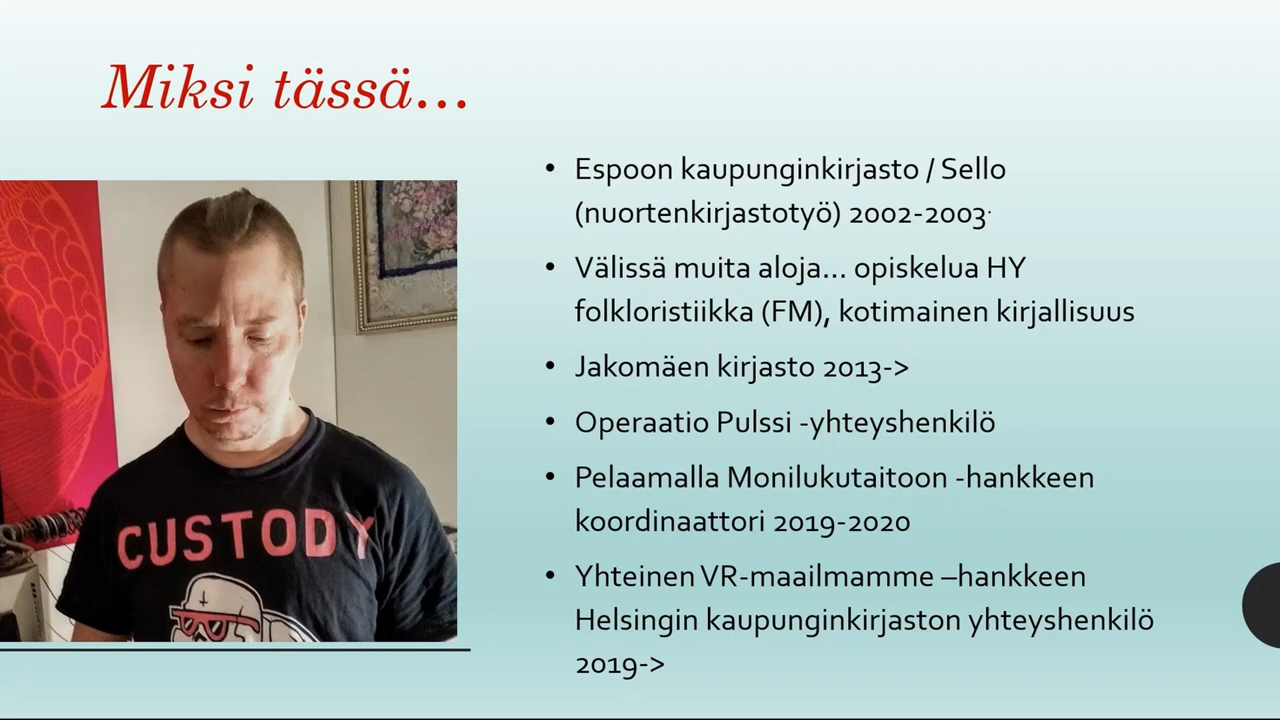 Miksi tässä...
• Espoon kaupunginkirjasto / Sello
(nuortenkirjastotyö) 2002-2003.
• Välissä muita aloja... opiskelua HY
folkloristiikka (FM), kotimainen kirjallisuus
• Jakomäen kirjasto 2013->
• Operaatio Pulssi -yhteyshenkilö
• Pelaamalla Monilukutaitoon -hankkeen
koordinaattori 2019-2020
• Yhteinen VR-maailmamme –hankkeen
Helsingin kaupunginkirjaston yhteyshenkilö
2019->
CUSTODY